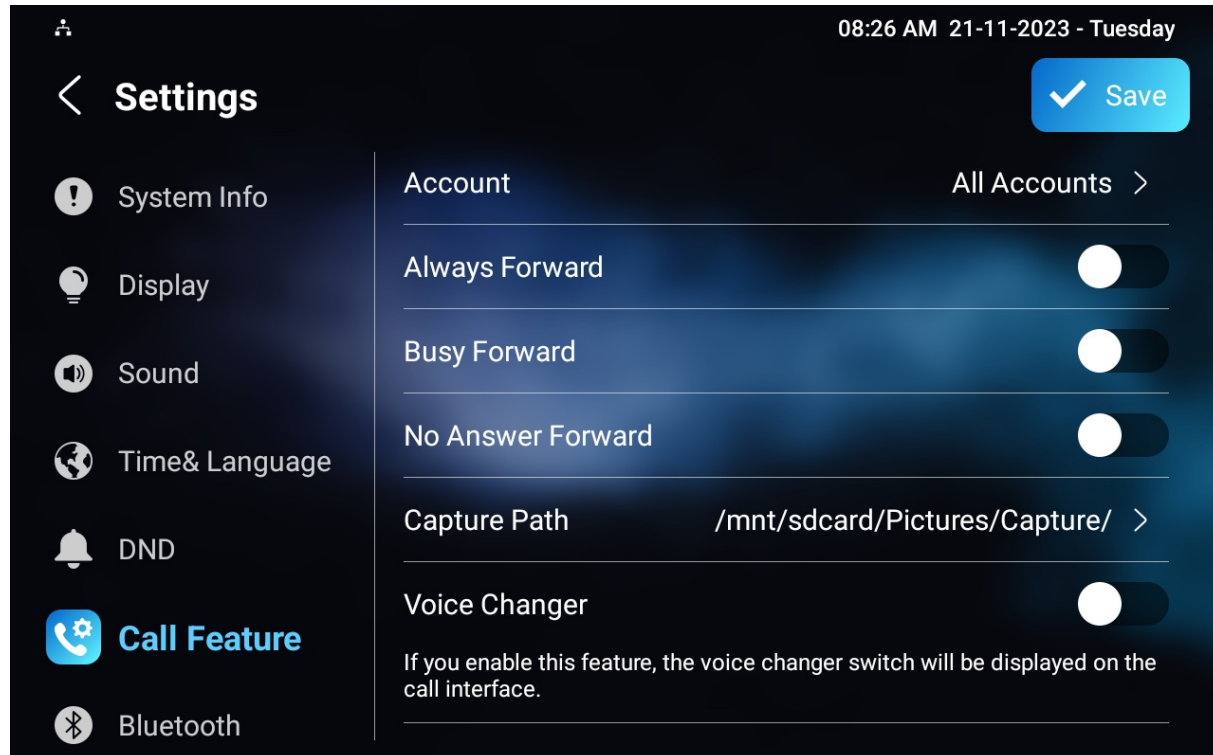 08:26 AM 21-11-2023 - Tuesday
Settings
Save
System Info
Display
Sound
Time& Language
DND
Call Feature
Bluetooth
Account All Accounts
Always Forward
Busy Forward
No Answer Forward
Capture Path /mnt/sdcard/Pictures/Capture/
Voice Changer
If you enable this feature, the voice changer switch will be displayed on the
call interface.